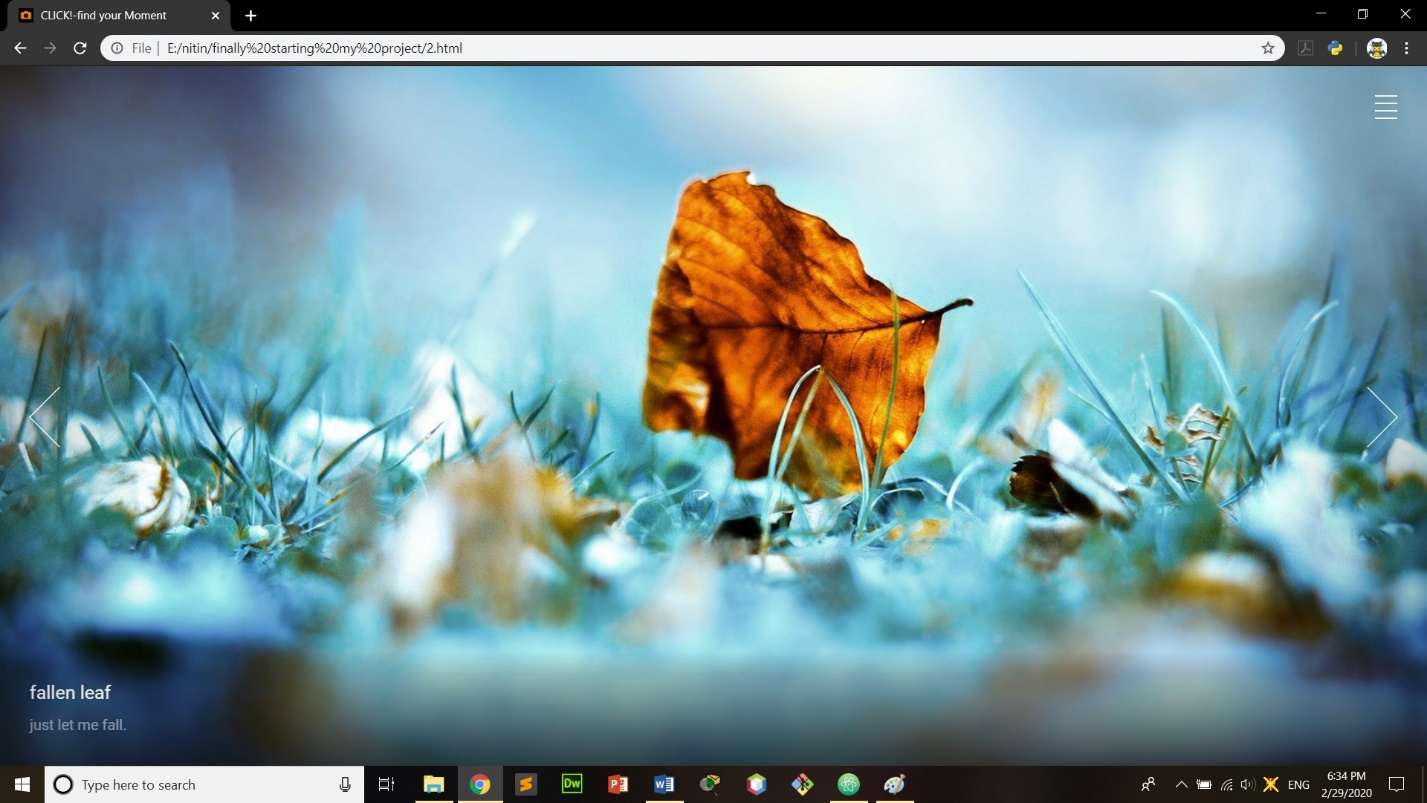 CLICK!-find your Moment
File | E:/nitin/finally%20starting%20my%20project/2.html
fallen leaf
just let me fall.
Type here to search
Dw
ENG
6:34 PM
2/29/2020